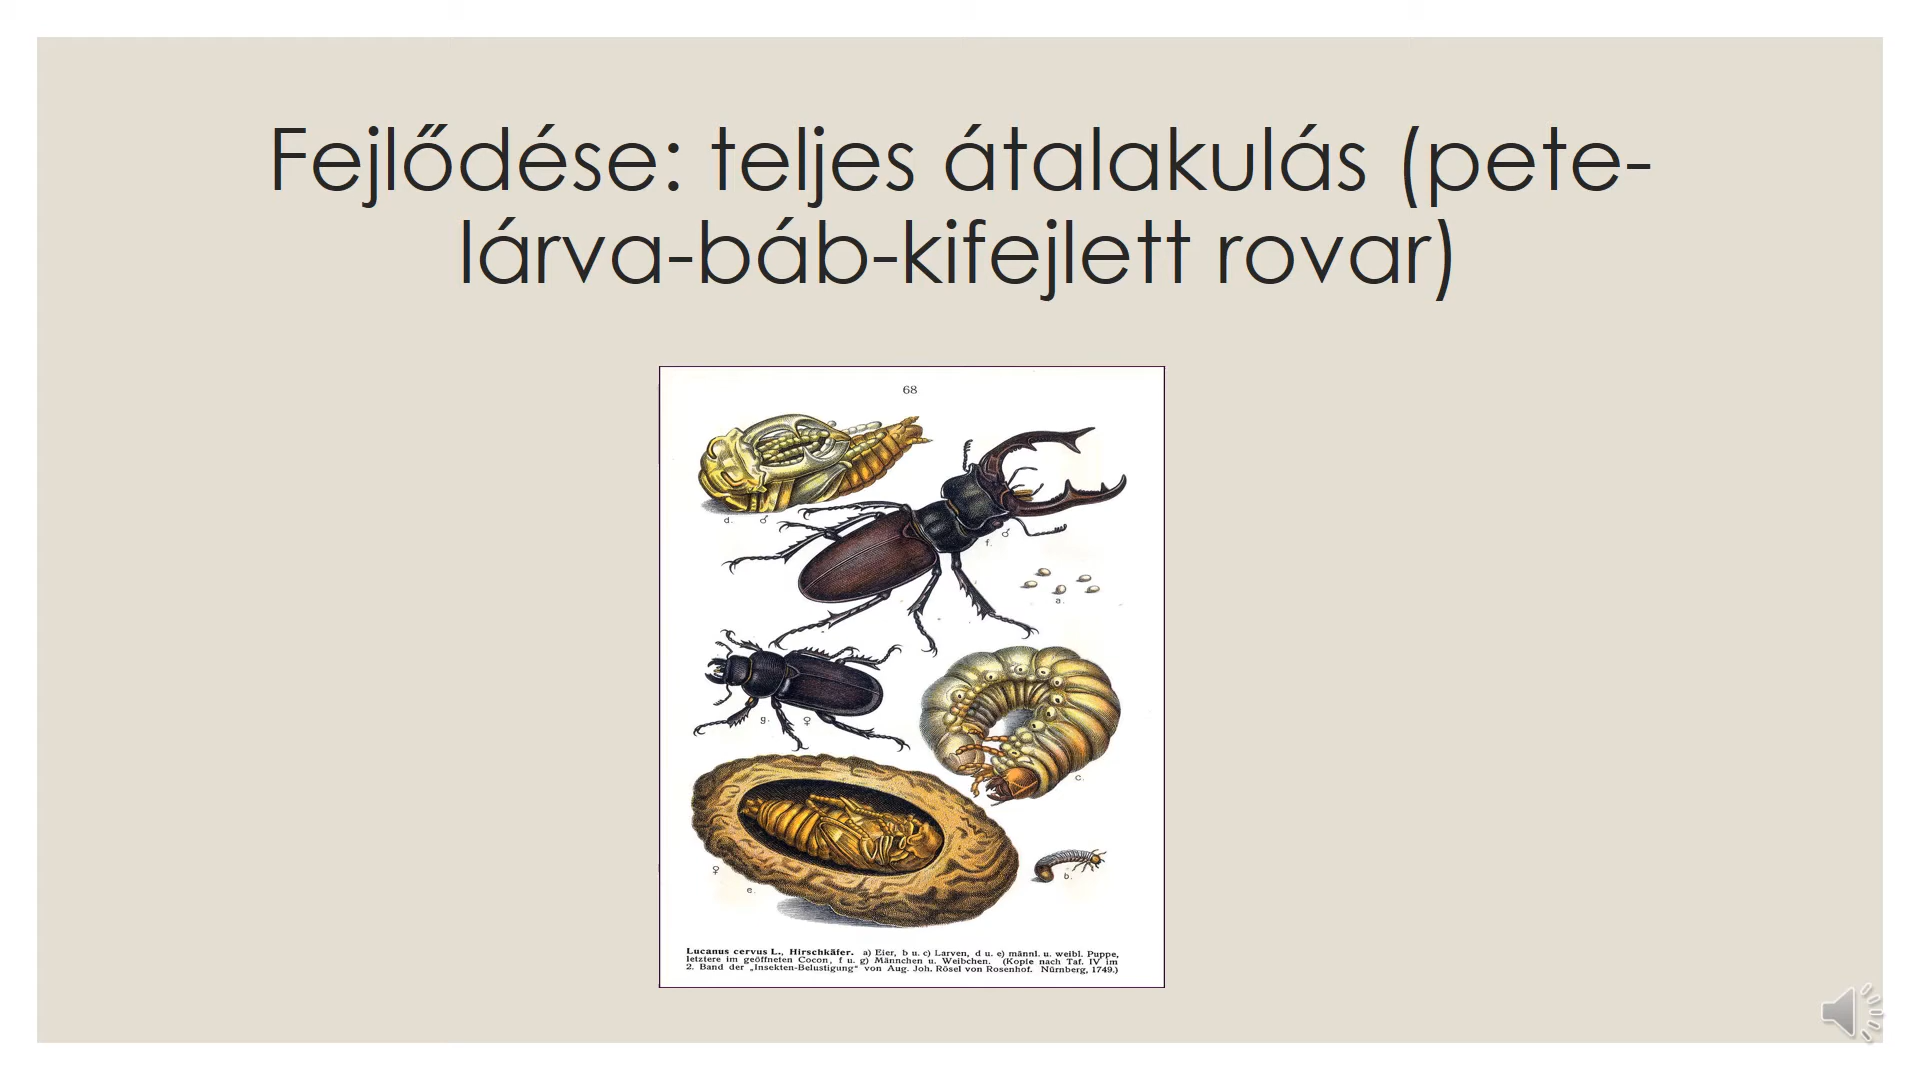 Fejlődése: teljes átalakulás (pete-
lárva-báb-kifejlett rovar)
68
d. ♂
f. ♂
a.
g. ♀
c.
♀
e.
b.
Lucanus cervus L., Hirschkäfer. a) Eier, b u. c) Larven, d u. e) männl. u. weibl. Puppe,
letztere im geöffneten Cocon, f u. g) Männchen u. Weibchen. (Kopie nach Taf. IV im
2. Band der „Insekten-Belustigung“ von Aug. Joh. Rösel von Rosenhof. Nürnberg, 1749.)